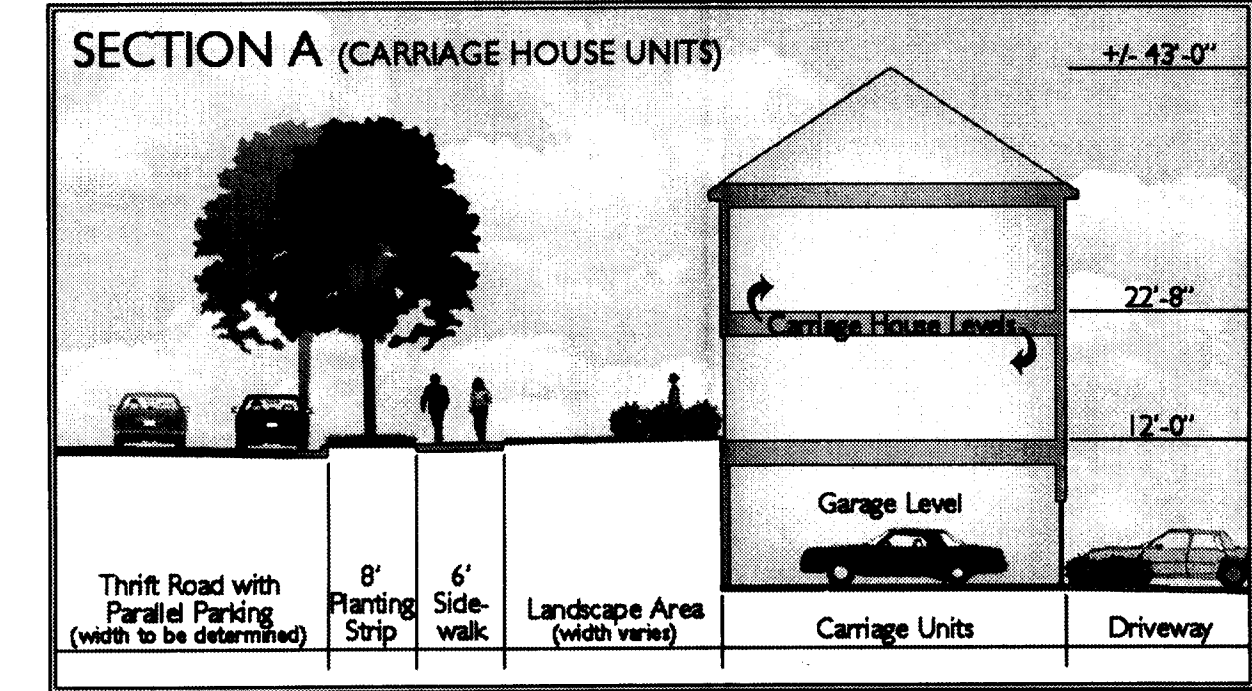 SECTION A (CARRIAGE HOUSE UNITS)
+/- 43'-0"
22'-8"
Carriage House Levels
12'-0"
Garage Level
Thrift Road with
Parallel Parking
(width to be determined)
8'
Planting
Strip
6'
Side-
walk
Landscape Area
(width varies)
Carriage Units
Driveway